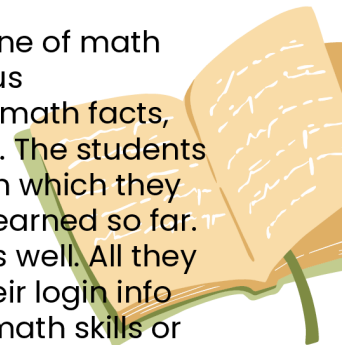 ne of math
us
math facts,
. The students
n which they
earned so far.
s well. All they
eir login info
math skills or